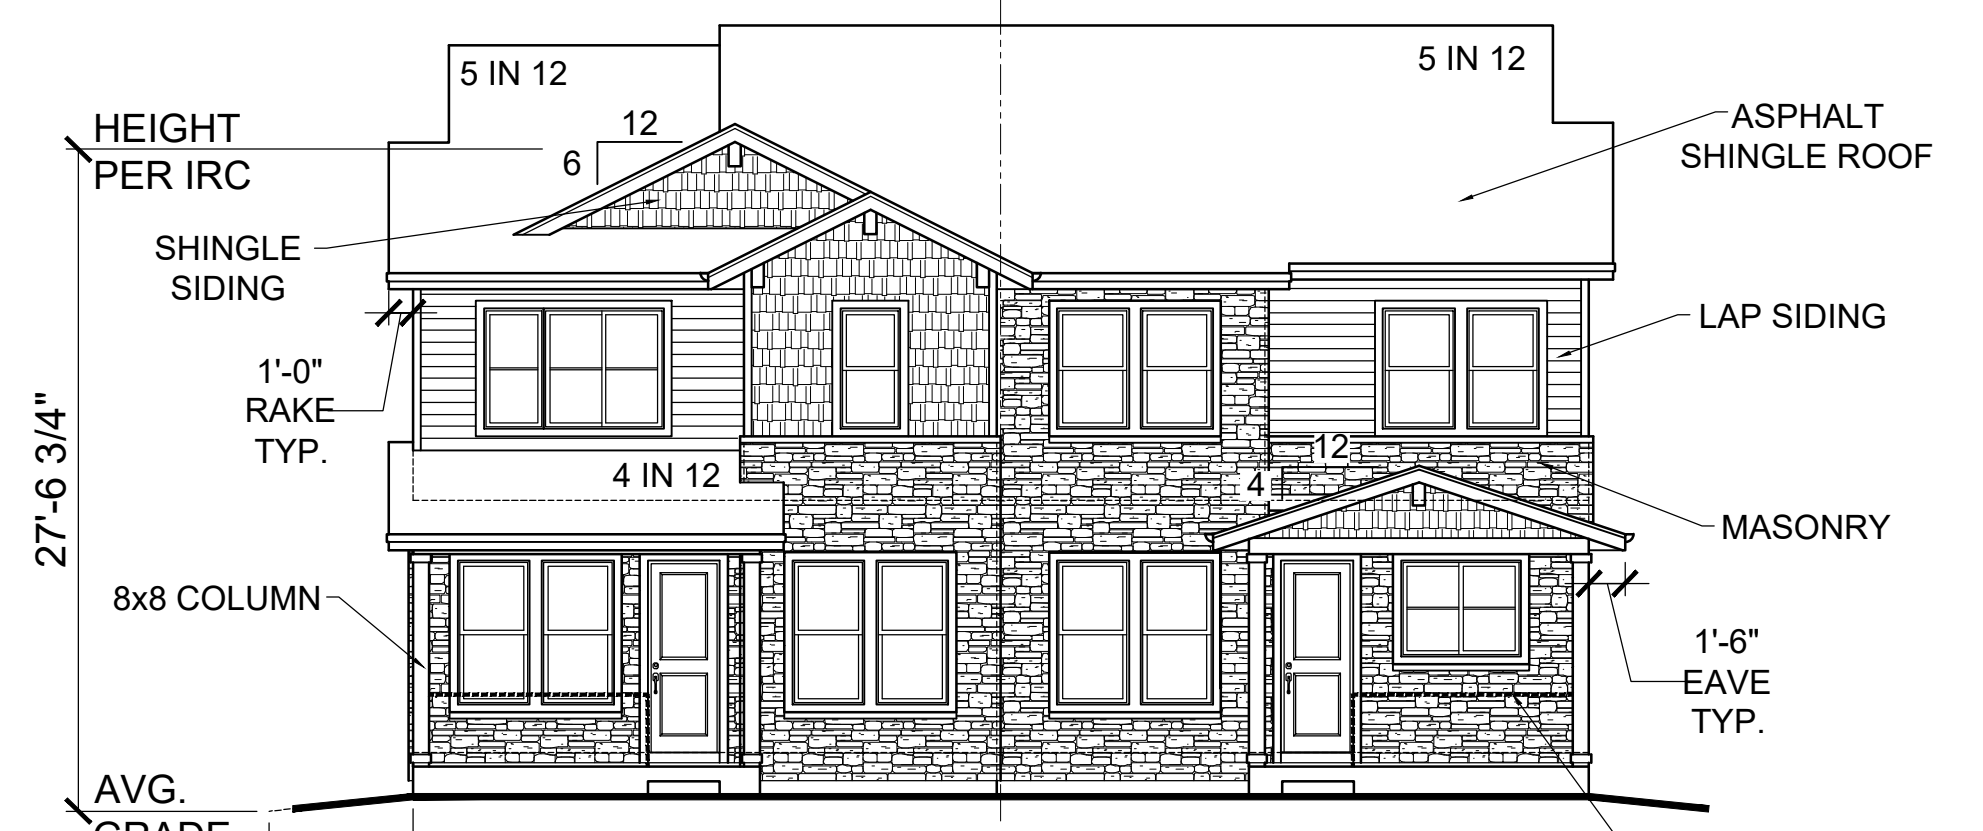 5 IN 12
5 IN 12
HEIGHT
PER IRC
12
6
ASPHALT
SHINGLE ROOF
SHINGLE
SIDING
LAP SIDING
1'-0"
RAKE
TYP.
27'-6 3/4"
12
4
4 IN 12
MASONRY
8x8 COLUMN
1'-6"
EAVE
TYP.
AVG.
GRADE